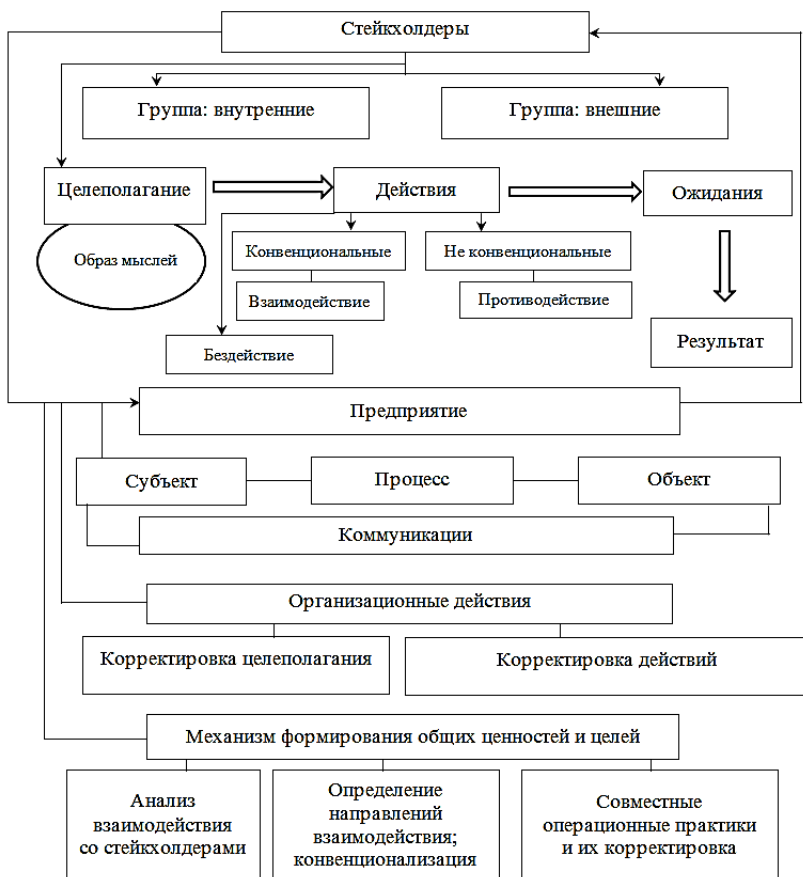 Стейкхолдеры
Группа: внутренние
Группа: внешние
Целеполагание
Действия
Ожидания
Образ мыслей
Конвенциональные
Не конвенциональные
Взаимодействие
Противодействие
Бездействие
Результат
Предприятие
Субъект
Процесс
Объект
Коммуникации
Организационные действия
Корректировка целеполагания
Корректировка действий
Механизм формирования общих ценностей и целей
Анализ
взаимодействия
со стейкхолдерами
Определение
направлений
взаимодействия;
конвенционализация
Совместные
операционные практики
и их корректировка